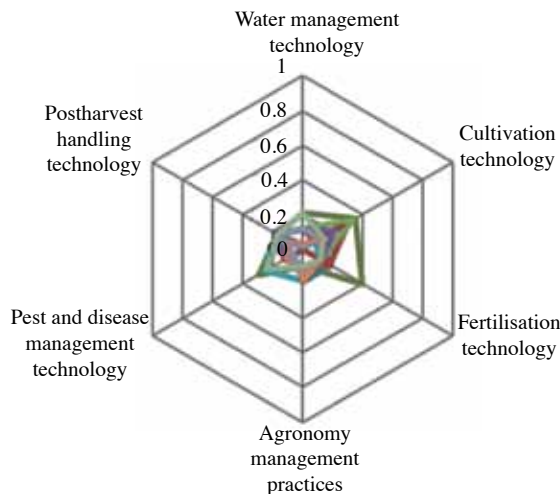 Water management
technology
1
0.8
0.6
0.4
0.2
0
Cultivation
technology
Fertilisation
technology
Agronomy
management
practices
Pest and disease
management
technology
Postharvest
handling
technology